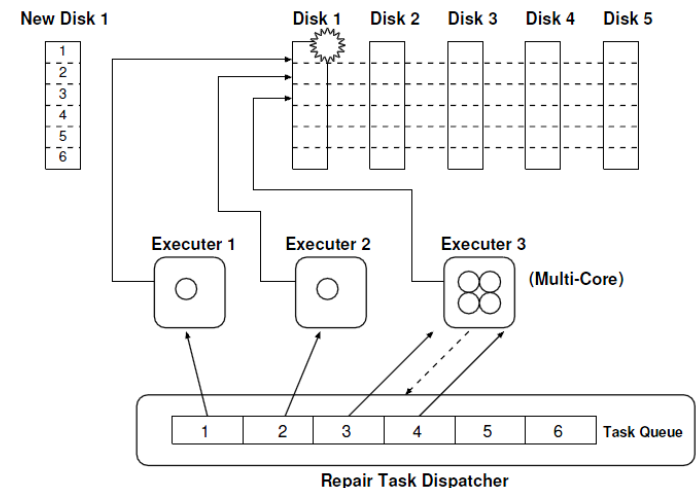 New Disk 1 Disk 1 Disk 2 Disk 3 Disk 4 Disk 5
1
2
3
4
5
6
Executer 1 Executer 2 Executer 3
(Multi-Core)
1 2 3 4 5 6 Task Queue
Repair Task Dispatcher